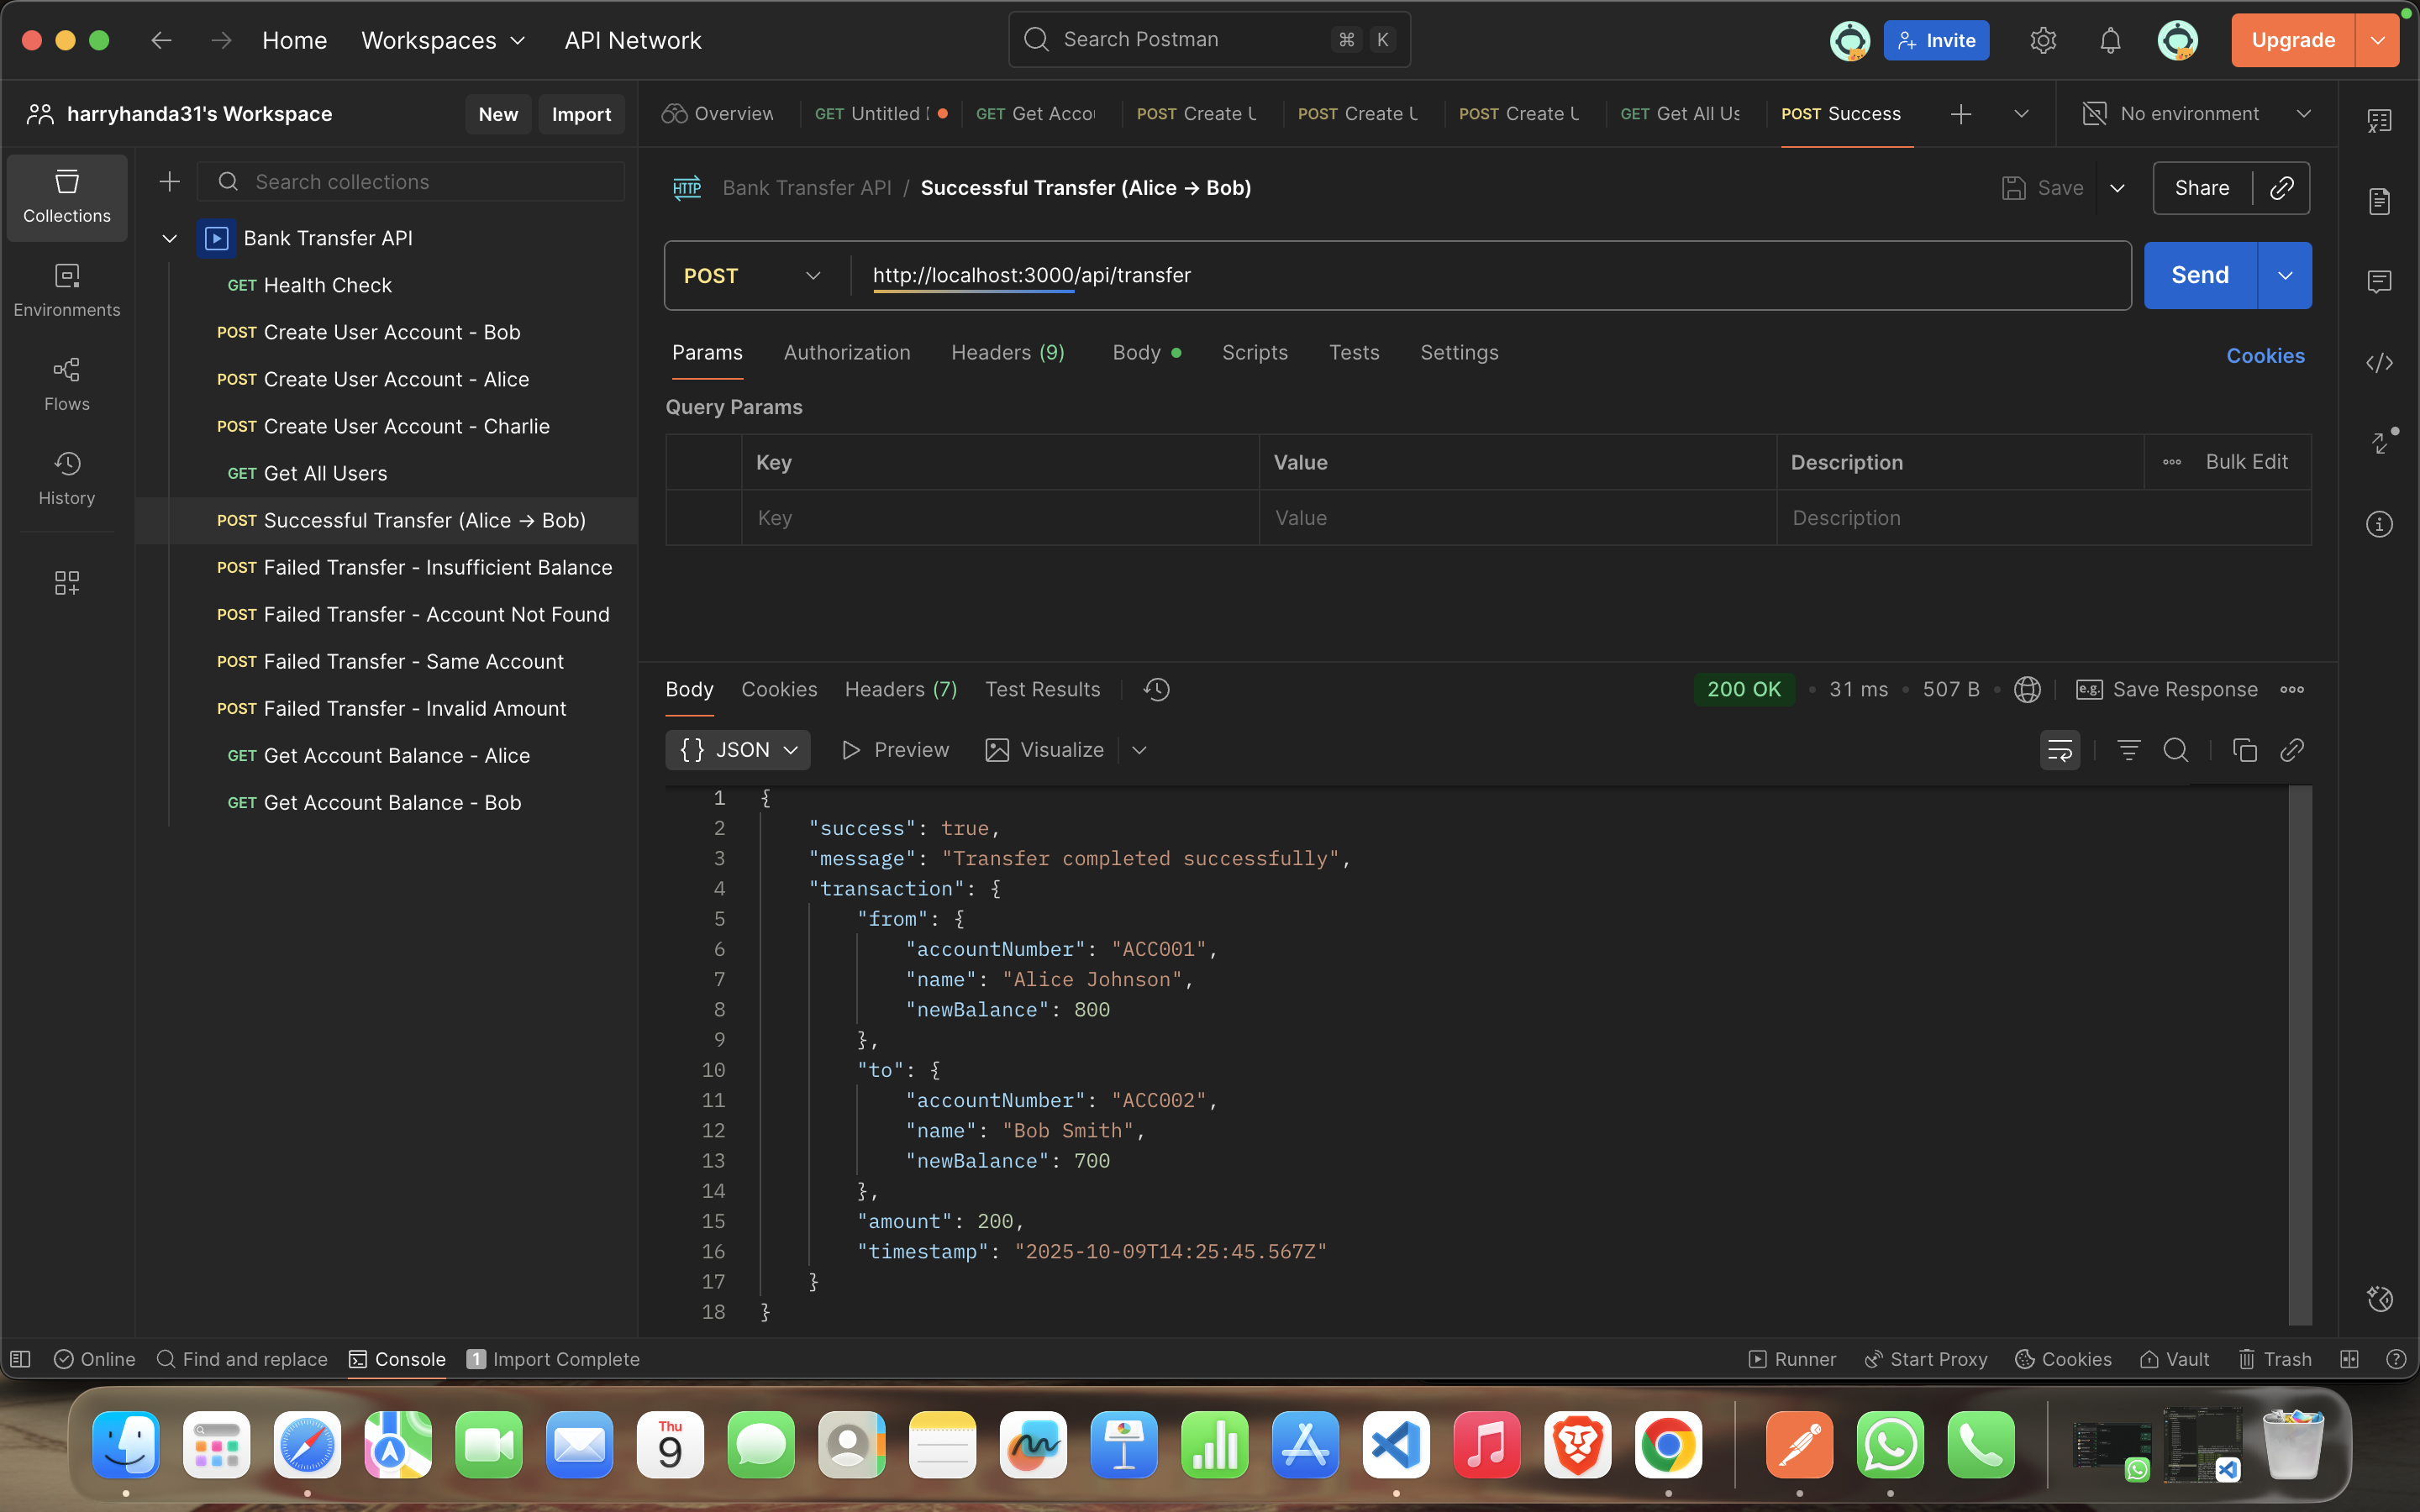 Home Workspaces API Network Search Postman ⌘ K Invite Upgrade
harryhanda31's Workspace New Import
Overview GET Untitled GET Get Acco POST Create POST Create POST Create GET Get All Us POST Success No environment
Collections
Environments
Flows
History
Search collections
Bank Transfer API
GET Health Check
POST Create User Account - Bob
POST Create User Account - Alice
POST Create User Account - Charlie
GET Get All Users
POST Successful Transfer (Alice → Bob)
POST Failed Transfer - Insufficient Balance
POST Failed Transfer - Account Not Found
POST Failed Transfer - Same Account
POST Failed Transfer - Invalid Amount
GET Get Account Balance - Alice
GET Get Account Balance - Bob
HTTP Bank Transfer API / Successful Transfer (Alice → Bob) Save Share
POST http://localhost:3000/api/transfer Send
Params Authorization Headers (9) Body Scripts Tests Settings Cookies
Query Params
Key Value Description Bulk Edit
Key Value Description
Body Cookies Headers (7) Test Results 200 OK 31 ms 507 B e.g. Save Response
{} JSON Preview Visualize
1 {
2 "success": true,
3 "message": "Transfer completed successfully",
4 "transaction": {
5 "from": {
6 "accountNumber": "ACC001",
7 "name": "Alice Johnson",
8 "newBalance": 800
9 },
10 "to": {
11 "accountNumber": "ACC002",
12 "name": "Bob Smith",
13 "newBalance": 700
14 },
15 "amount": 200,
16 "timestamp": "2025-10-09T14:25:45.567Z"
17 }
18 }
Online Find and replace Console 1 Import Complete Runner Start Proxy Cookies Vault Trash
Thu
9